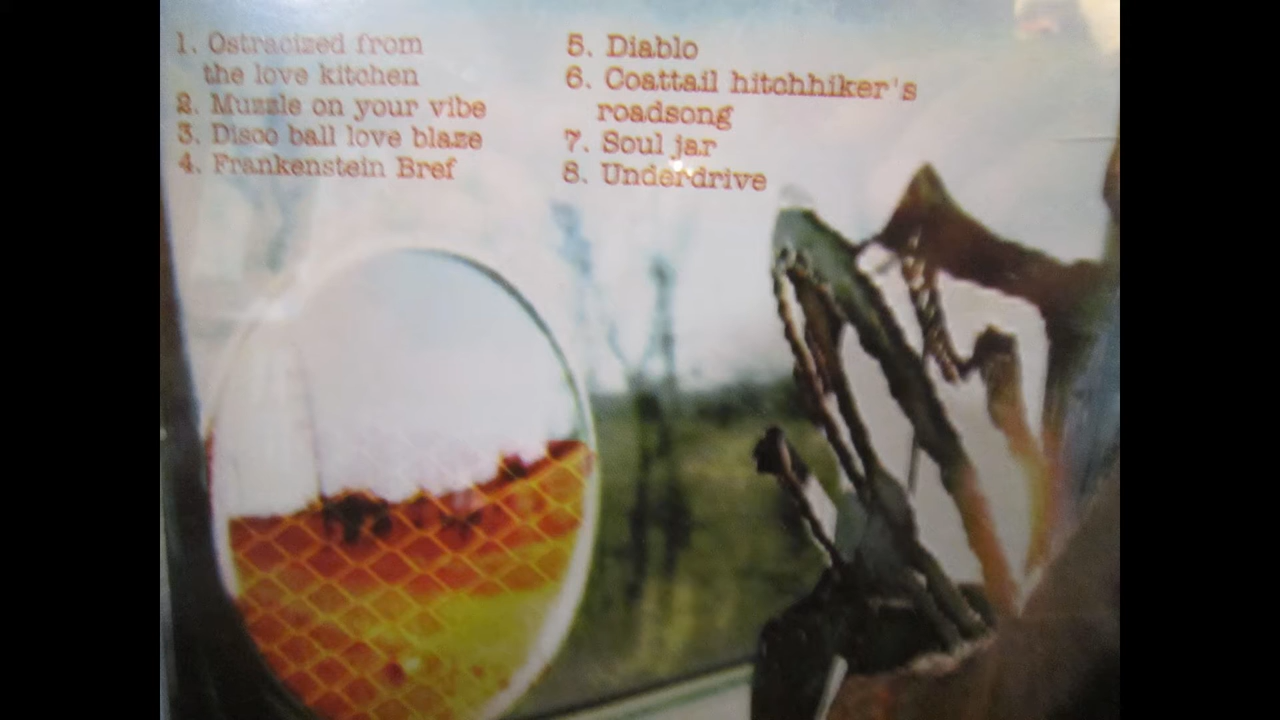 1. Ostracized from
the love kitchen
2. Muzzle on your vibe
3. Disco ball love blaze
4. Frankenstein Bref
5. Diablo
6. Coattail hitchhiker's
roadsong
7. Soul jar
8. Underdrive